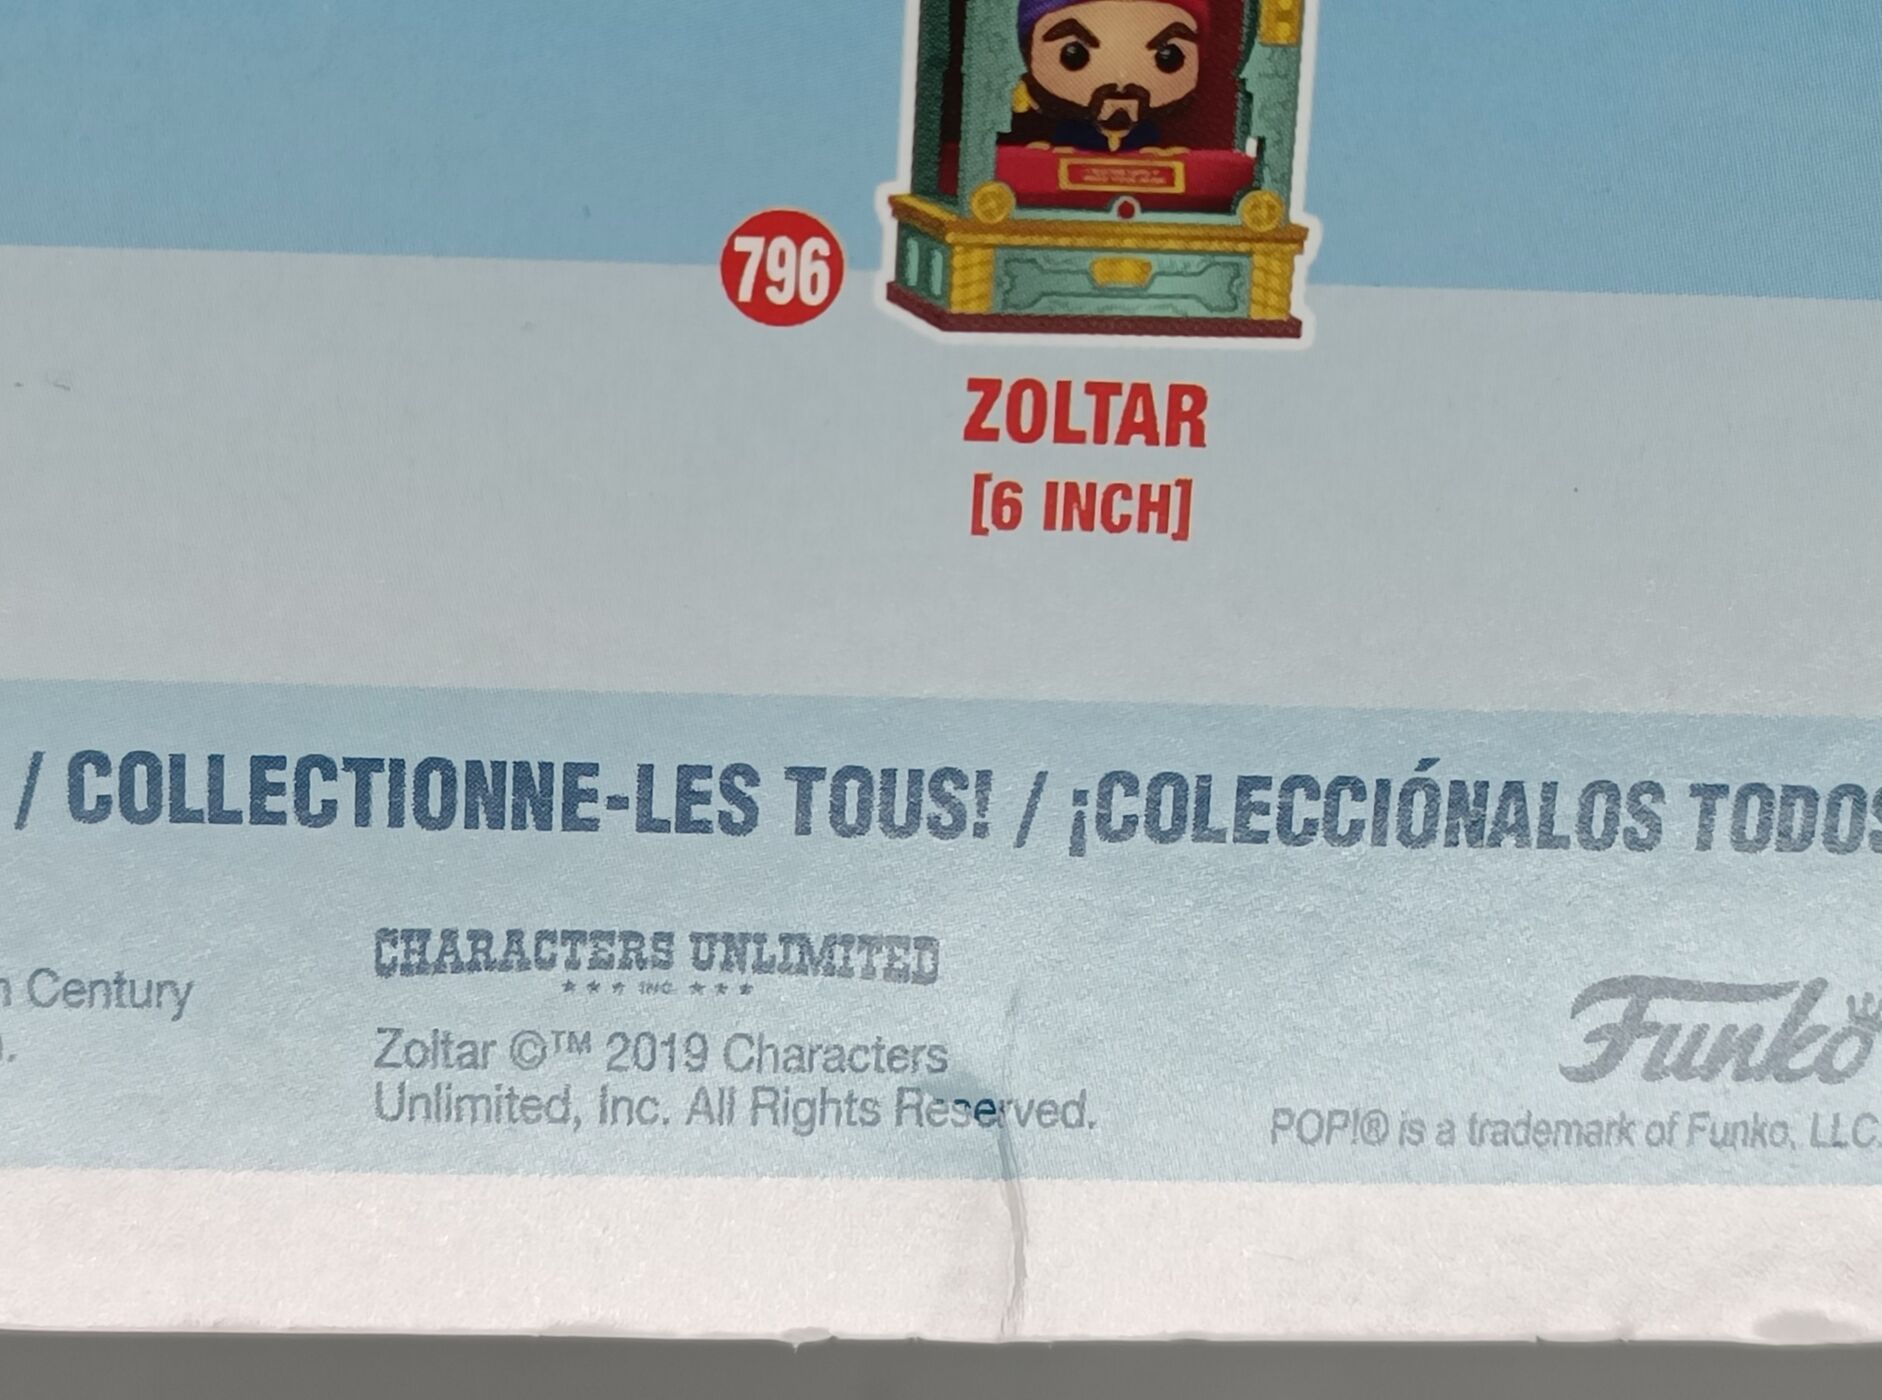 796
ZOLTAR
[6 INCH]
/ COLLECTIONNE-LES TOUS! / ¡COLECCIÓNALOS TODOS
Century
CHARACTERS UNLIMITED
★ ★ ★ INC. ★ ★ ★
Zoltar ©™ 2019 Characters
Unlimited, Inc. All Rights Reserved.
Funko
POP!® is a trademark of Funko, LLC.